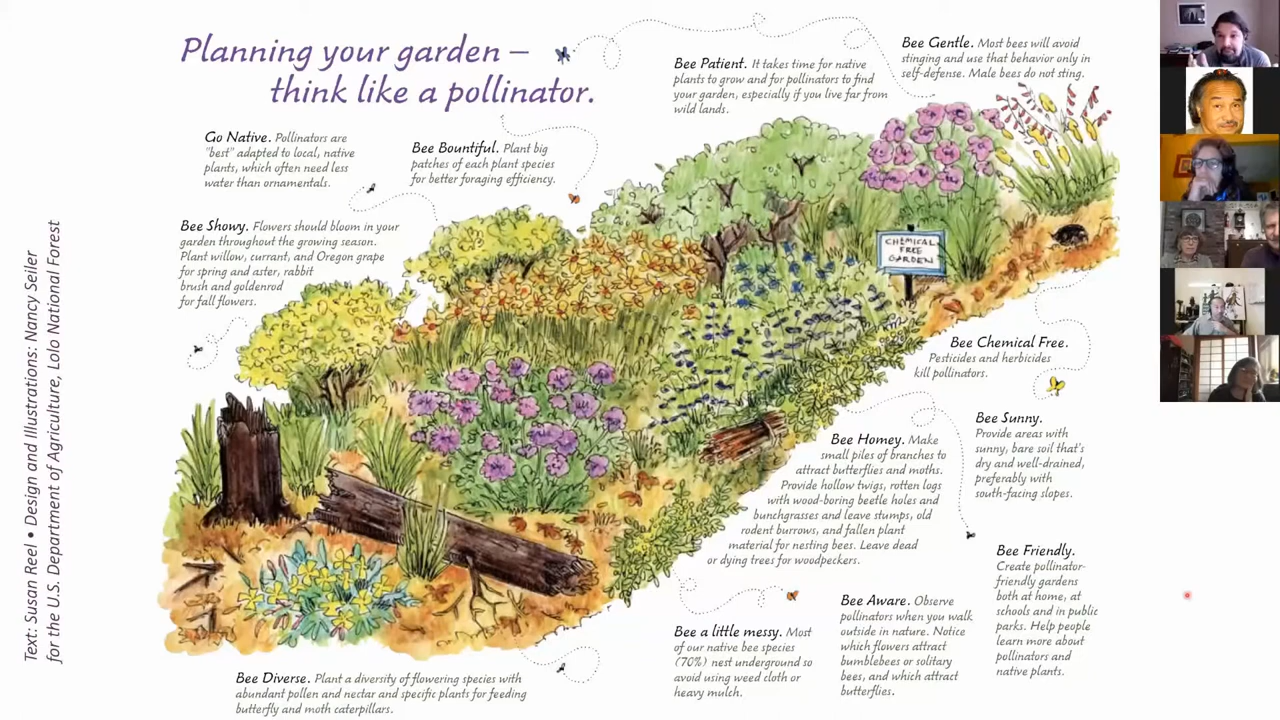 Planning your garden –
think like a pollinator.
Go Native. Pollinators are
"best" adapted to local, native
plants, which often need less
water than ornamentals.
Bee Bountiful. Plant big
patches of each plant species
for better foraging efficiency.
Bee Patient. It takes time for native
plants to grow and for pollinators to find
your garden, especially if you live far from
wild lands.
Bee Gentle. Most bees will avoid
stinging and use that behavior only in
self-defense. Male bees do not sting.
Bee Showy. Flowers should bloom in your
garden throughout the growing season.
Plant willow, currant, and Oregon grape
for spring and aster, rabbit
brush and goldenrod
for fall flowers.
CHEMICAL
FREE
GARDEN
Bee Chemical Free.
Pesticides and herbicides
kill pollinators.
Bee Sunny.
Provide areas with
sunny, bare soil that's
dry and well-drained,
preferably with
south-facing slopes.
Bee Homey. Make
small piles of branches to
attract butterflies and moths.
Provide hollow twigs, rotten logs
with wood-boring beetle holes and
bunchgrasses and leave stumps, old
rodent burrows, and fallen plant
material for nesting bees. Leave dead
or dying trees for woodpeckers.
Bee Friendly.
Create pollinator-
friendly gardens
both at home, at
schools and in public
parks. Help people
learn more about
pollinators and
native plants.
Bee Aware. Observe
pollinators when you walk
outside in nature. Notice
which flowers attract
bumblebees or solitary
bees, and which attract
butterflies.
Bee a little messy. Most
of our native bee species
(70%) nest underground so
avoid using weed cloth or
heavy mulch.
Bee Diverse. Plant a diversity of flowering species with
abundant pollen and nectar and specific plants for feeding
butterfly and moth caterpillars.
Text: Susan Reel • Design and Illustrations: Nancy Seiler
for the U.S. Department of Agriculture, Lolo National Forest